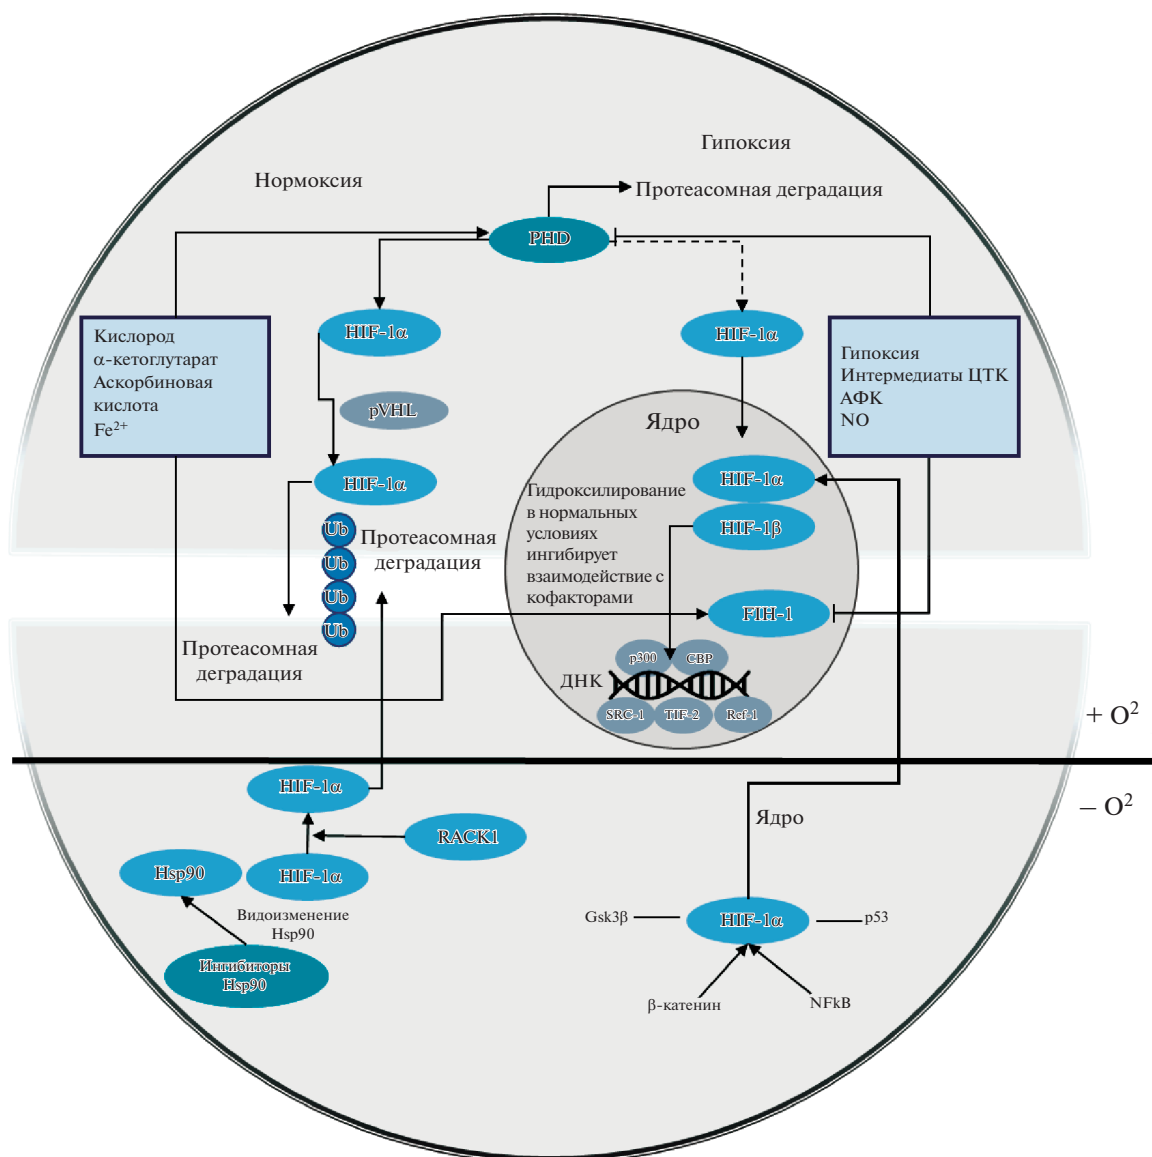 Гипоксия
Нормоксия
Протеасомная деградация
PHD
HIF-1α
HIF-1α
Кислород
α-кетоглутарат
Аскорбиновая
кислота
Fe²⁺
Гипоксия
Интермедиаты ЦТК
АФК
NO
pVHL
Ядро
HIF-1α
HIF-1α
HIF-1β
Гидроксилирование
в нормальных
условиях
ингибирует
взаимодействие с
кофакторами
Ub
Ub
Ub
Ub
Протеасомная
деградация
FIH-1
Протеасомная
деградация
p300
CBP
ДНК
SRC-1
TIF-2
Ref-1
+ O²
− O²
HIF-1α
RACK1
Ядро
Hsp90
HIF-1α
Видоизменение
Hsp90
Ингибиторы
Hsp90
Gsk3β
HIF-1α
p53
β-катенин
NFkB